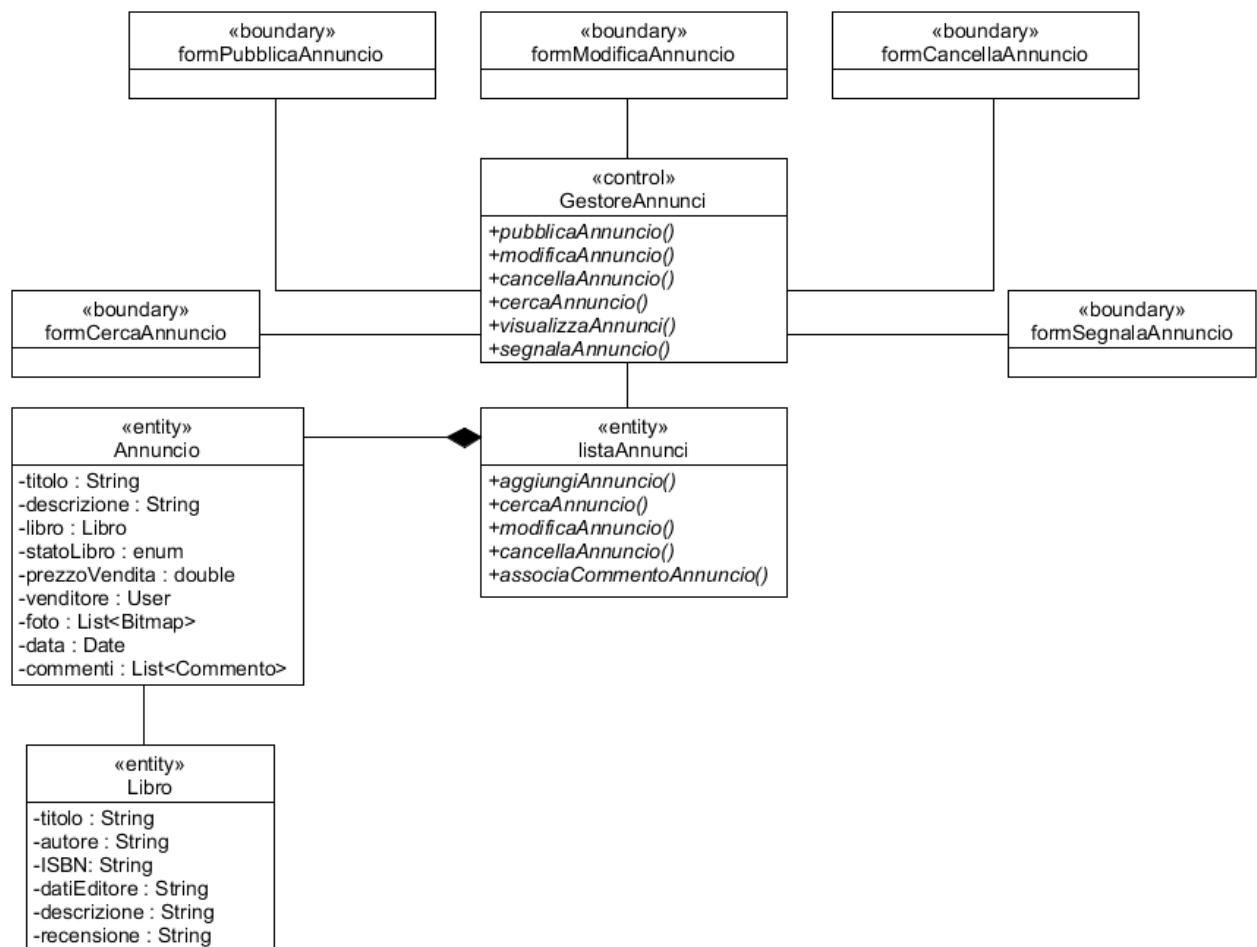 «boundary»
formPubblicaAnnuncio
«boundary»
formModificaAnnuncio
«boundary»
formCancellaAnnuncio
«control»
GestoreAnnunci
+pubblicaAnnuncio()
+modificaAnnuncio()
+cancellaAnnuncio()
+cercaAnnuncio()
+visualizzaAnnunci()
+segnalaAnnuncio()
«boundary»
formCercaAnnuncio
«boundary»
formSegnalaAnnuncio
«entity»
Annuncio
-titolo : String
-descrizione : String
-libro : Libro
-statoLibro : enum
-prezzoVendita : double
-venditore : User
-foto : List<Bitmap>
-data : Date
-commenti : List<Commento>
«entity»
listaAnnunci
+aggiungiAnnuncio()
+cercaAnnuncio()
+modificaAnnuncio()
+cancellaAnnuncio()
+associaCommentoAnnuncio()
«entity»
Libro
-titolo : String
-autore : String
-ISBN: String
-datiEditore : String
-descrizione : String
-recensione : String